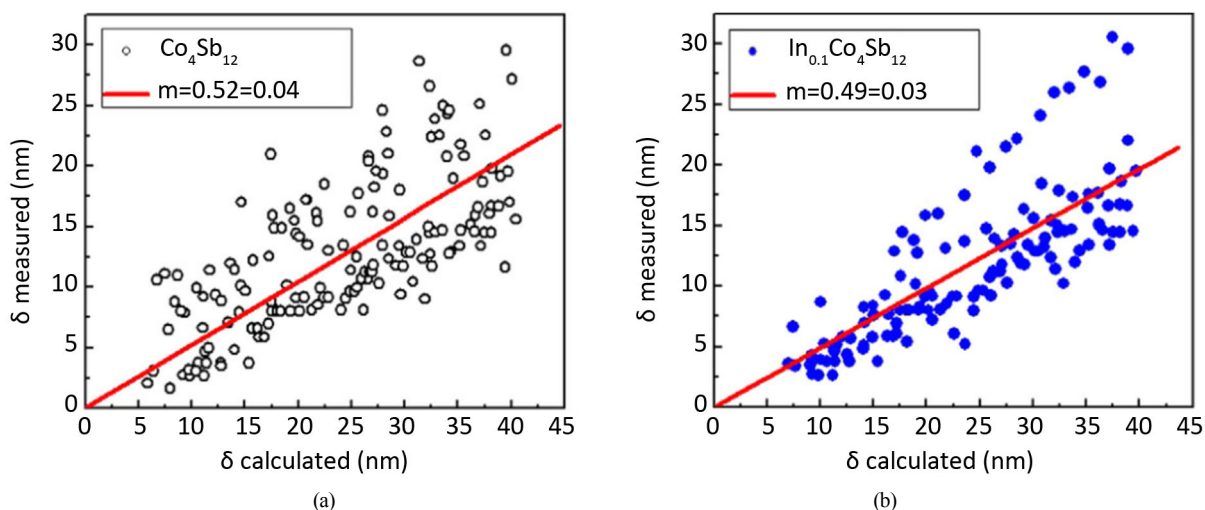 30
25
20
15
10
5
0
δ measured (nm)
Co4Sb12
m=0.52=0.04
0 5 10 15 20 25 30 35 40 45
δ calculated (nm)
(a)
30
25
20
15
10
5
0
δ measured (nm)
In0.1Co4Sb12
m=0.49=0.03
0 5 10 15 20 25 30 35 40 45
δ calculated (nm)
(b)